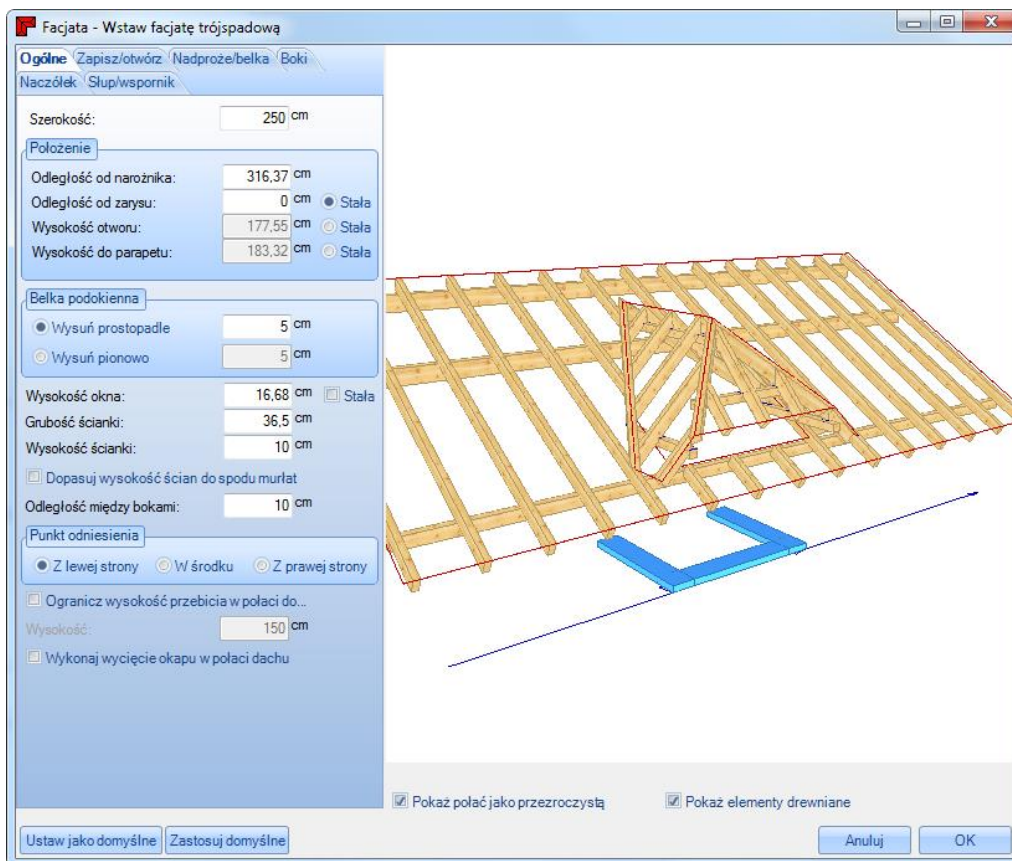 Facjata - Wstaw facjatę trójspadową
Ogólne Zapisz/otwórz Nadproże/belka Boki
Naczółek Słup/wspornik
Szerokość: 250 cm
Położenie
Odległość od narożnika: 316,37 cm
Odległość od zarysu: 0 cm Stała
Wysokość otworu: 177,55 cm Stała
Wysokość do parapetu: 183,32 cm Stała
Belka podokienna
Wysuń prostopadle 5 cm
Wysuń pionowo 5 cm
Wysokość okna: 16,68 cm Stała
Grubość ścianki: 36,5 cm
Wysokość ścianki: 10 cm
Dopasuj wysokość ścian do spodu murłat
Odległość między bokami: 10 cm
Punkt odniesienia
Z lewej strony W środku Z prawej strony
Ogranicz wysokość przebicia w połaci do...
Wysokość: 150 cm
Wykonaj wycięcie okapu w połaci dachu
Pokaż połać jako przezroczystą Pokaż elementy drewniane
Ustaw jako domyślne Zastosuj domyślne Anuluj OK